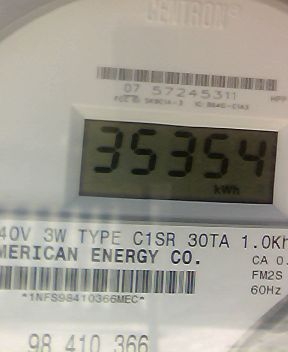 CENTRON®
07 57245311
35354
kWh
40V 3W TYPE C1SR 30TA 1.0Kh
MERICAN ENERGY CO.
CA 0.
FM2S
60Hz
*1NFS98410366MEC*
98 410 366